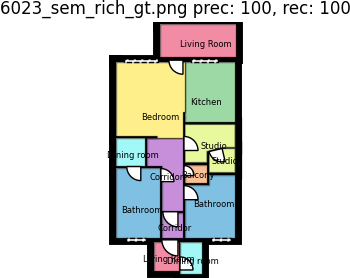 6023_sem_rich_gt.png prec: 100, rec: 100
Living Room
Kitchen
Bedroom
Studio
Dining room
Studio
Corridor
Balcony
Bathroom
Bathroom
Corridor
Living Room
Dining room